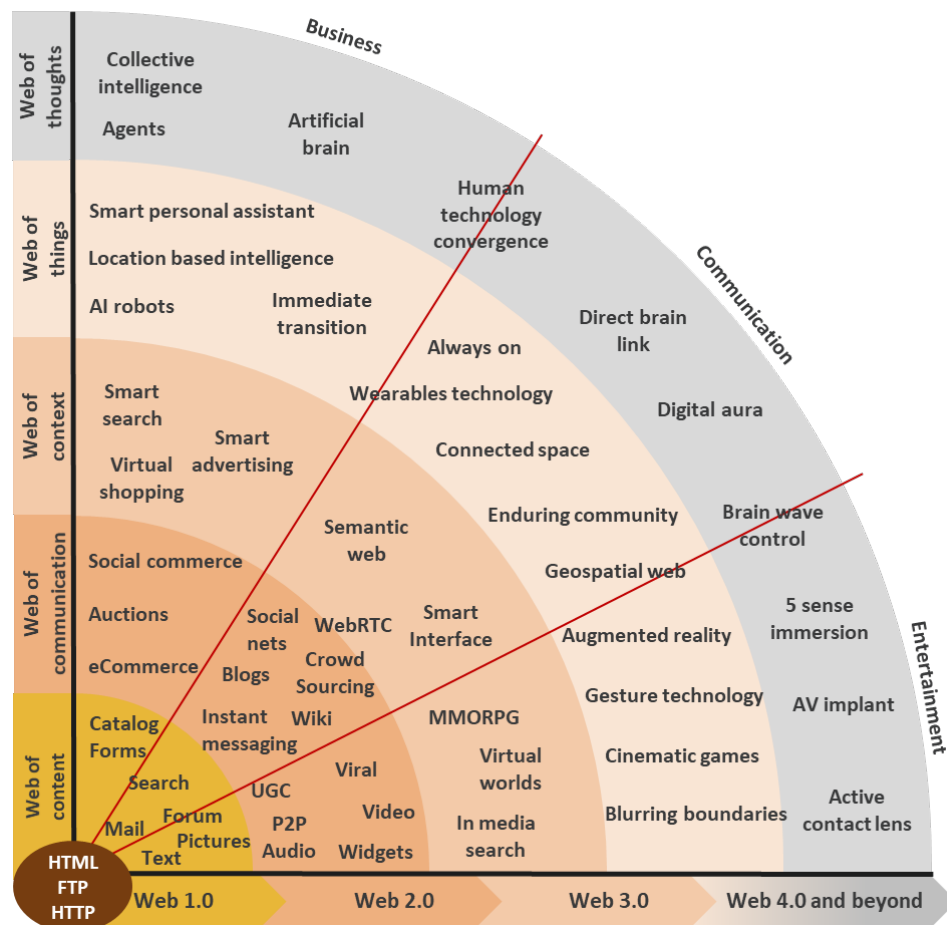 Business
Communication
Entertainment
Web of
thoughts
Collective
intelligence
Agents
Artificial
brain
Human
technology
convergence
Direct brain
link
Digital aura
Brain wave
control
5 sense
immersion
AV implant
Active
contact lens
Web of
things
Smart personal assistant
Location based intelligence
AI robots
Immediate
transition
Always on
Wearables technology
Connected space
Enduring community
Geospatial web
Augmented reality
Gesture technology
Cinematic games
Blurring boundaries
Web of
context
Smart
search
Smart
advertising
Virtual
shopping
Semantic
web
Smart
Interface
MMORPG
Virtual
worlds
In media
search
Web of
communication
Social commerce
Auctions
eCommerce
Social
nets
WebRTC
Blogs
Crowd
Sourcing
Instant
messaging
Wiki
Viral
UGC
Video
P2P
Audio
Widgets
Web of
content
Catalog
Forms
Search
Forum
Mail
Pictures
Text
HTML
FTP
HTTP
Web 1.0
Web 2.0
Web 3.0
Web 4.0 and beyond